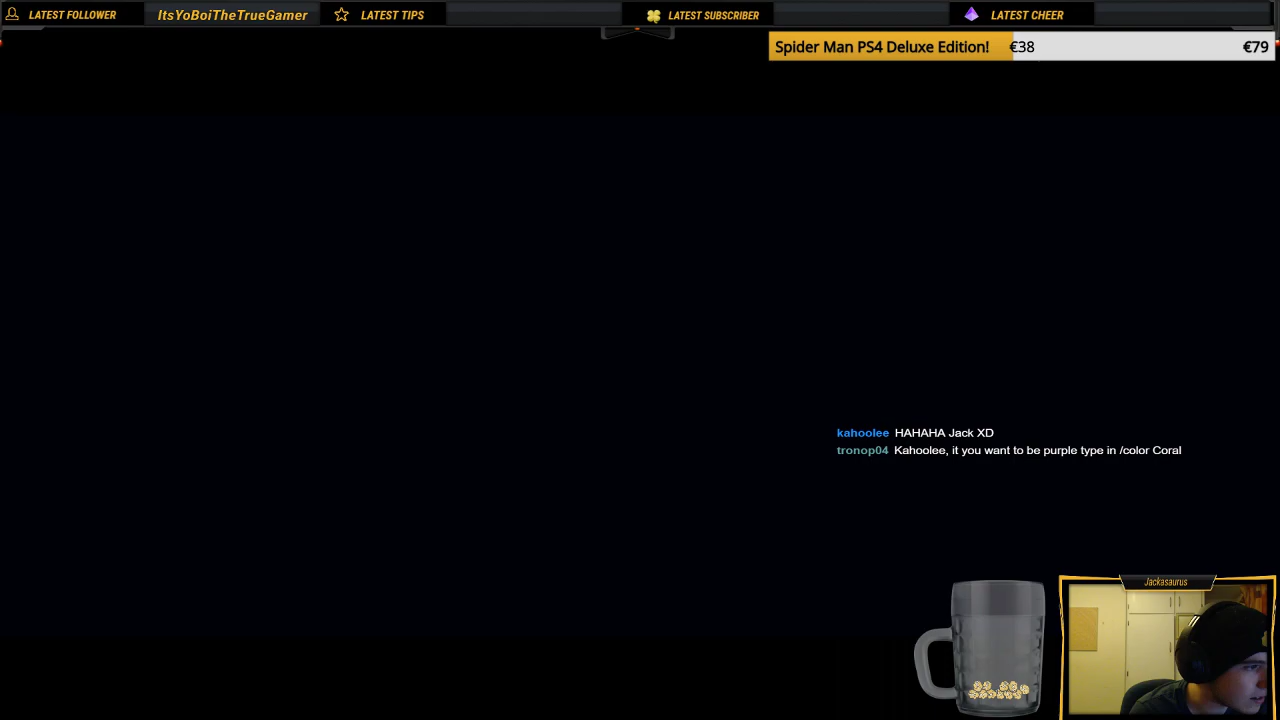 LATEST FOLLOWER ItsYoBoiTheTrueGamer LATEST TIPS LATEST SUBSCRIBER LATEST CHEER
Spider Man PS4 Deluxe Edition! €38 €79
kahoolee HAHAHA Jack XD
tronop04 Kahoolee, it you want to be purple type in /color Coral
Jackasaurus